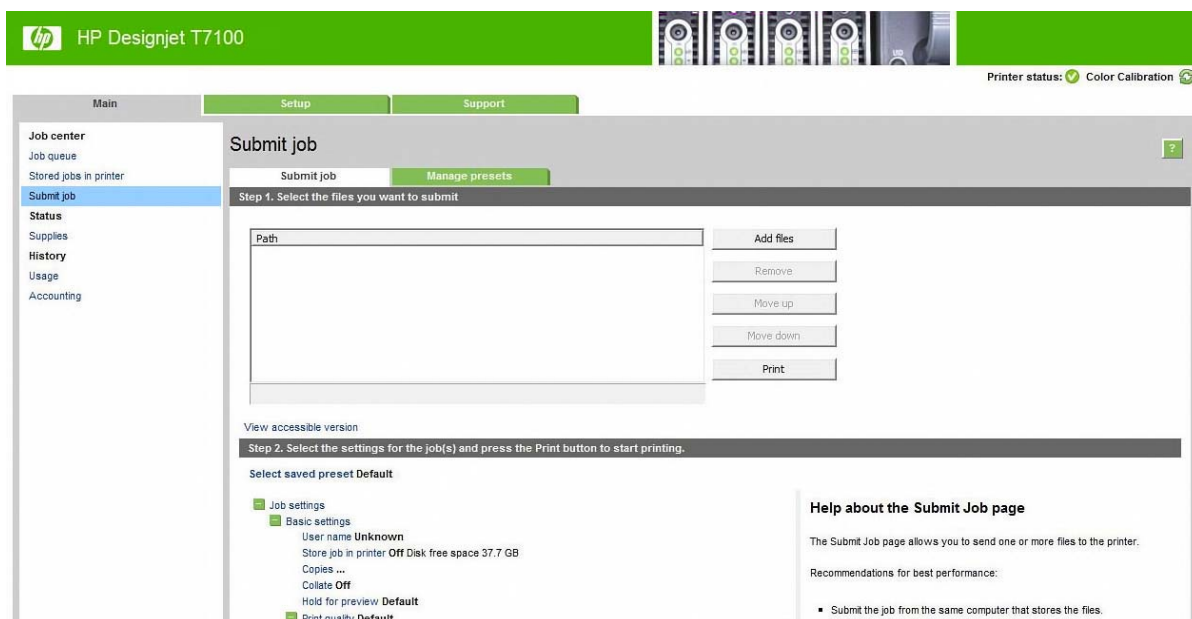 hp HP Designjet T7100
Printer status: Color Calibration
Main Setup Support
Job center
Job queue
Stored jobs in printer
Submit job
Status
Supplies
History
Usage
Accounting
Submit job
?
Submit job Manage presets
Step 1. Select the files you want to submit
Path
Add files
Remove
Move up
Move down
Print
View accessible version
Step 2. Select the settings for the job(s) and press the Print button to start printing.
Select saved preset Default
Job settings
Basic settings
User name Unknown
Store job in printer Off Disk free space 37.7 GB
Copies ...
Collate Off
Hold for preview Default
Print quality Default
Help about the Submit Job page
The Submit Job page allows you to send one or more files to the printer.
Recommendations for best performance:
▪ Submit the job from the same computer that stores the files.